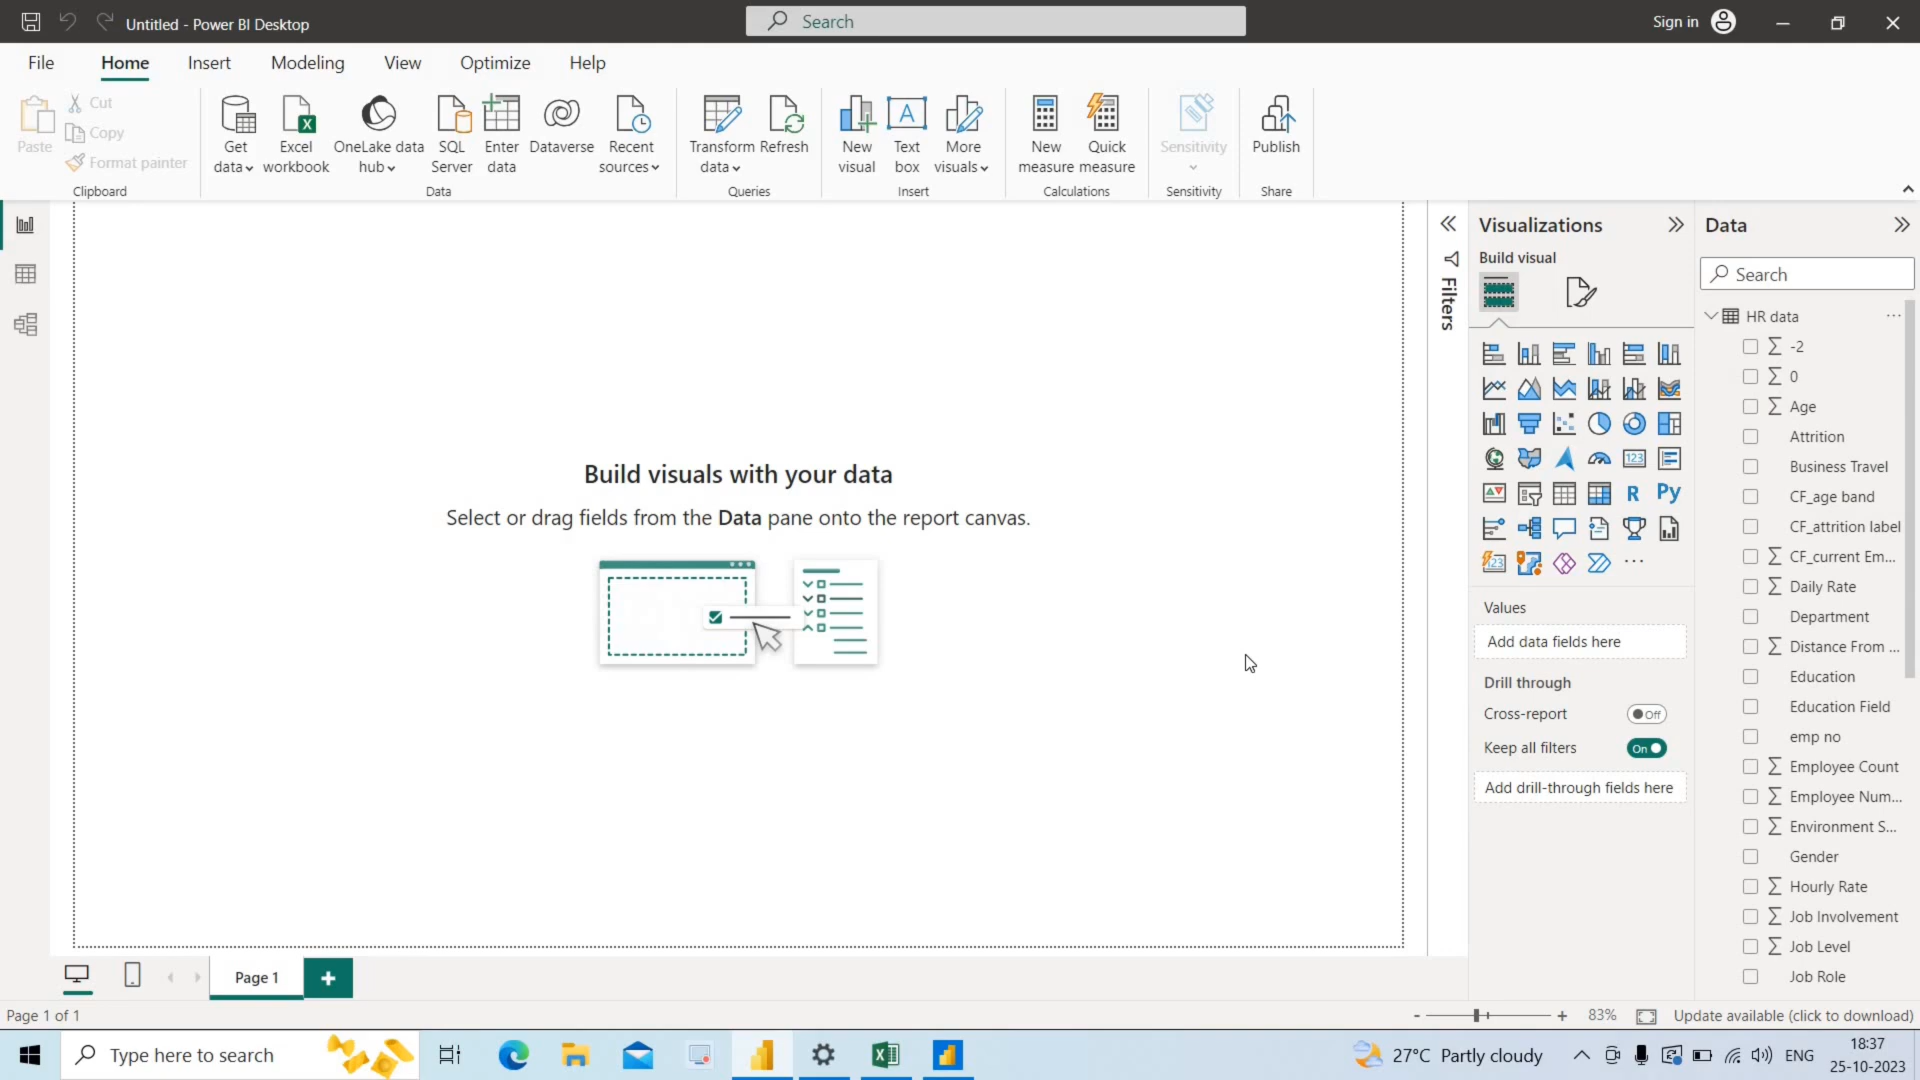 Untitled - Power BI Desktop
Search
Sign in
File
Home
Insert
Modeling
View
Optimize
Help
Paste
Cut
Copy
Format painter
Clipboard
Get data
Excel workbook
OneLake data hub
SQL Server
Enter data
Dataverse
Recent sources
Data
Transform data
Refresh
Queries
New visual
Text box
More visuals
Insert
New measure
Quick measure
Calculations
Sensitivity
Sensitivity
Publish
Share
Build visuals with your data
Select or drag fields from the Data pane onto the report canvas.
Filters
Visualizations
Build visual
123
R
Py
123
Values
Add data fields here
Drill through
Cross-report
Off
Keep all filters
On
Add drill-through fields here
Data
Search
HR data
-2
0
Age
Attrition
Business Travel
CF_age band
CF_attrition label
CF_current Em...
Daily Rate
Department
Distance From ...
Education
Education Field
emp no
Employee Count
Employee Num...
Environment S...
Gender
Hourly Rate
Job Involvement
Job Level
Job Role
Page 1
Page 1 of 1
83%
Update available (click to download)
Type here to search
27°C Partly cloudy
ENG
18:37
25-10-2023